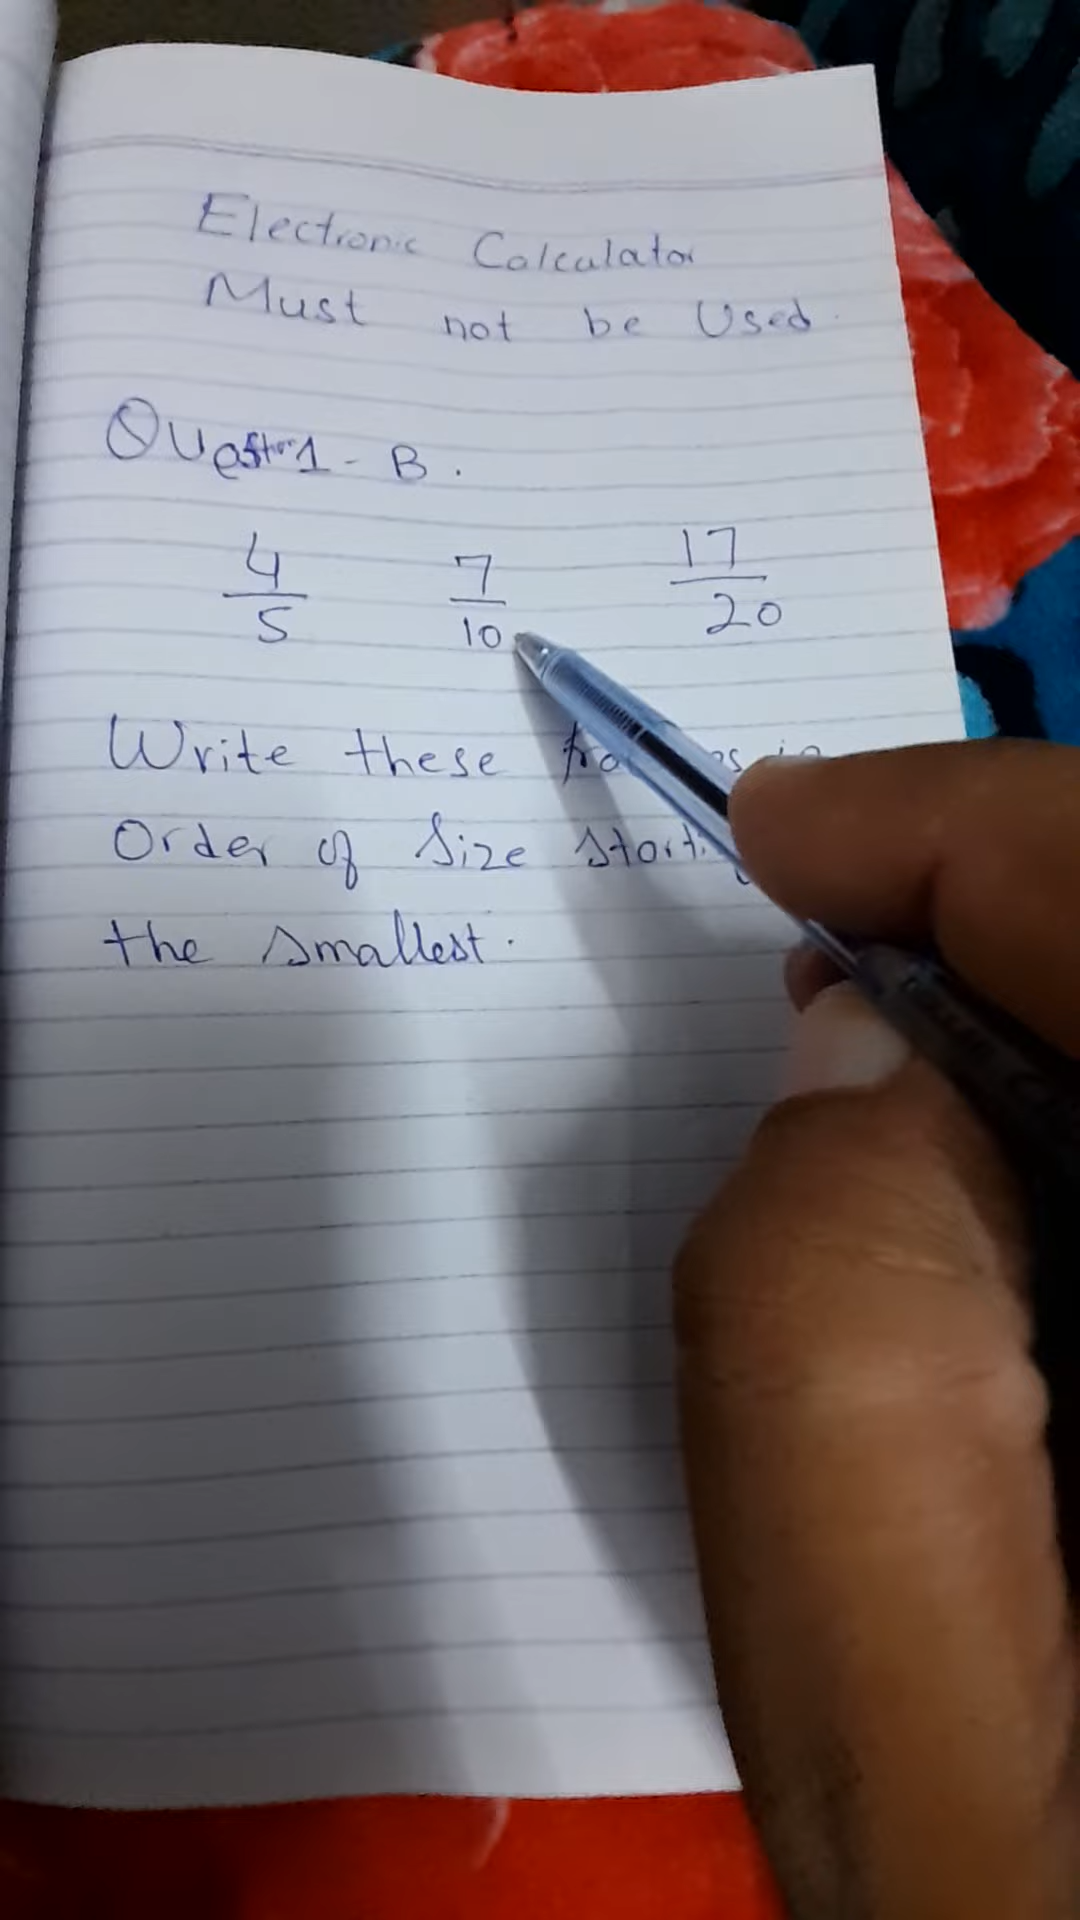 Electronic Calculator
Must not be Used.
Question 1 - B.
4/5 7/10 17/20
Write these
Order of Size
the smallest.